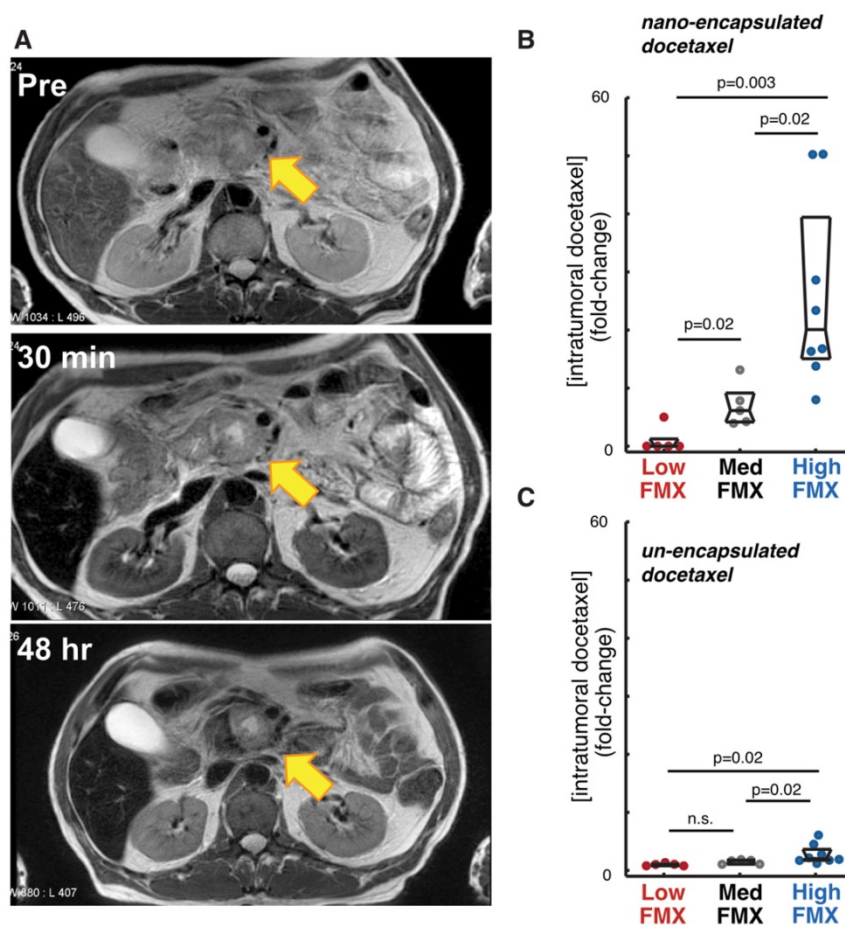 A
24
Pre
W 1034 : L 496
24
30 min
W 1011 : L 476
26
48 hr
W 880 : L 407
B
nano-encapsulated
docetaxel
p=0.003
p=0.02
p=0.02
60
0
[intratumoral docetaxel]
(fold-change)
Low
FMX
Med
FMX
High
FMX
C
un-encapsulated
docetaxel
p=0.02
p=0.02
n.s.
60
0
[intratumoral docetaxel]
(fold-change)
Low
FMX
Med
FMX
High
FMX